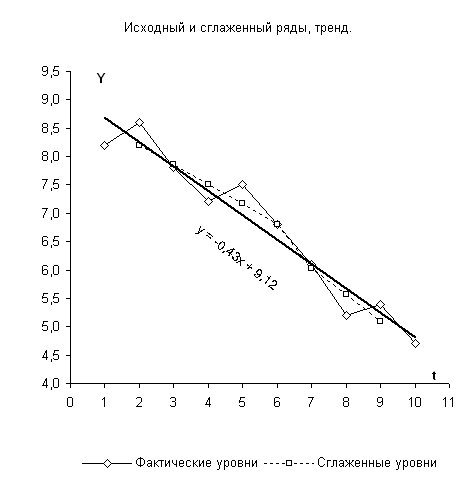 Исходный и сглаженный ряды, тренд.
Y
9,5
9,0
8,5
8,0
7,5
7,0
6,5
6,0
5,5
5,0
4,5
4,0
y = -0,43x + 9,12
t
0 1 2 3 4 5 6 7 8 9 10 11
Фактические уровни Сглаженные уровни